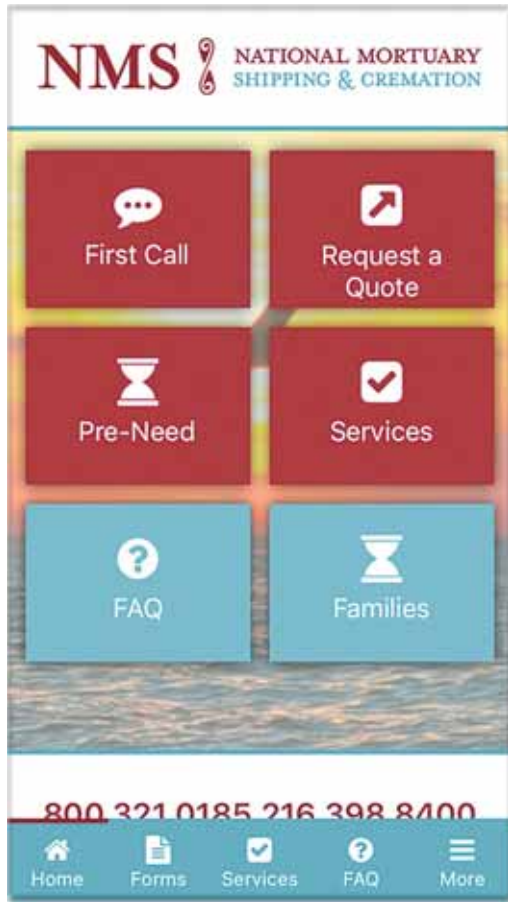 NMS NATIONAL MORTUARY
SHIPPING & CREMATION
First Call
Request a
Quote
Pre-Need
Services
FAQ
Families
800.321.0185 216.398.8400
Home Forms Services FAQ More